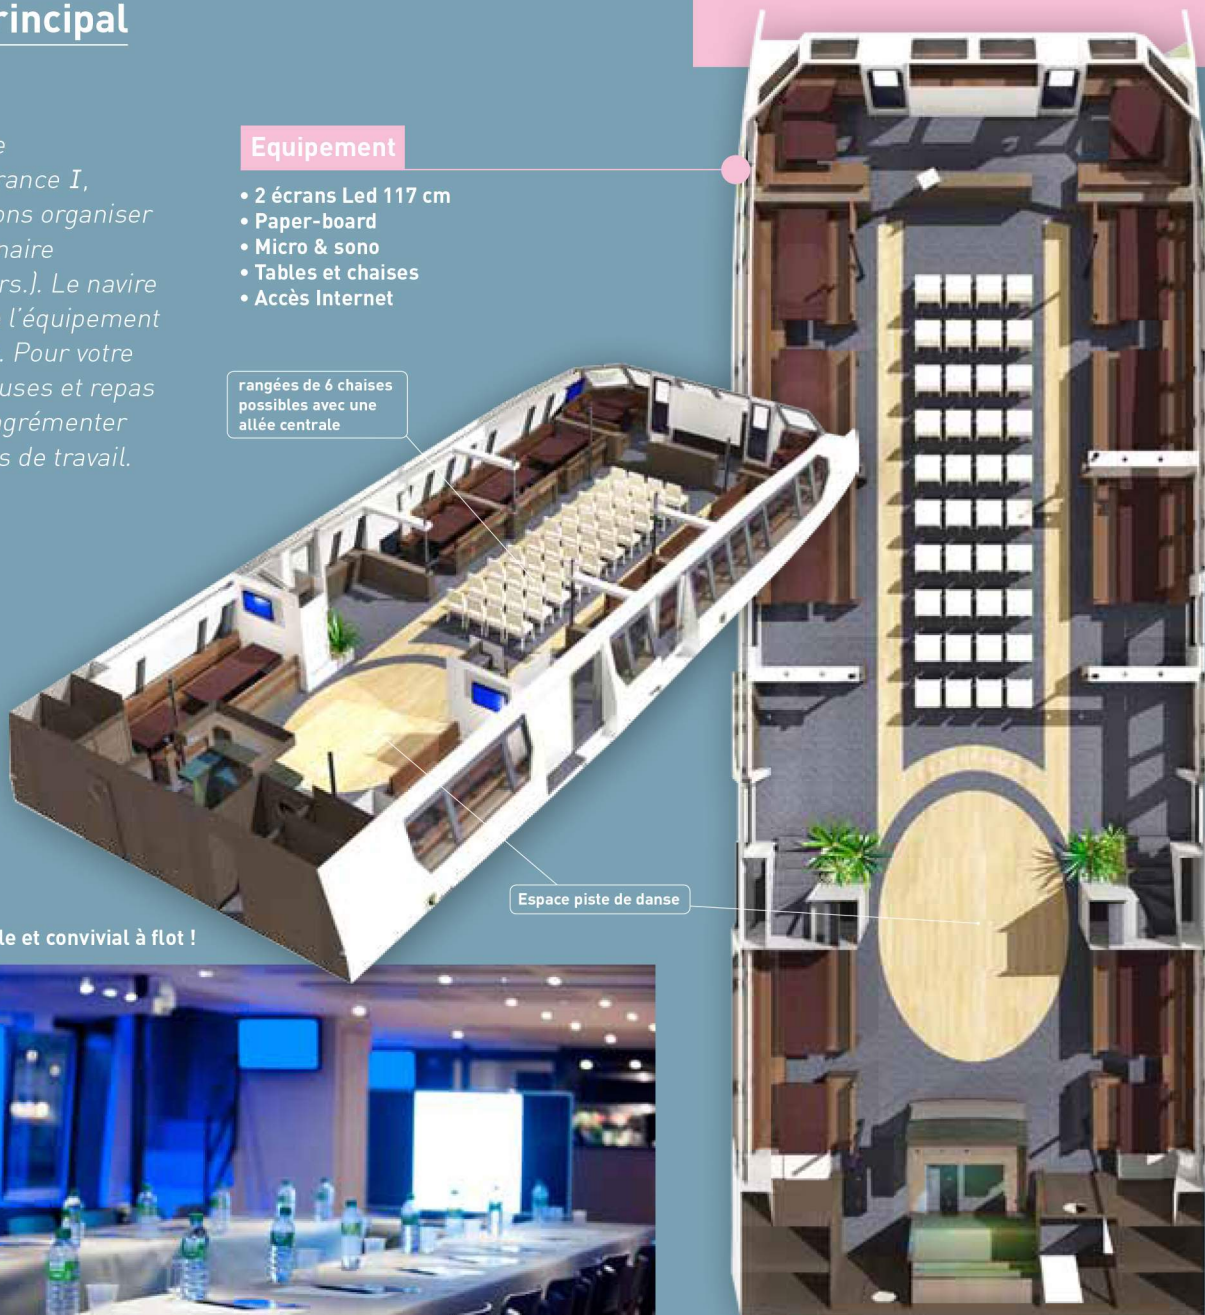 rincipal
e
rance I,
ons organiser
naire
rs.). Le navire
l’équipement
. Pour votre
uses et repas
agrémenter
s de travail.
Equipement
• 2 écrans Led 117 cm
• Paper-board
• Micro & sono
• Tables et chaises
• Accès Internet
rangées de 6 chaises
possibles avec une
allée centrale
Espace piste de danse
le et convivial à flot !